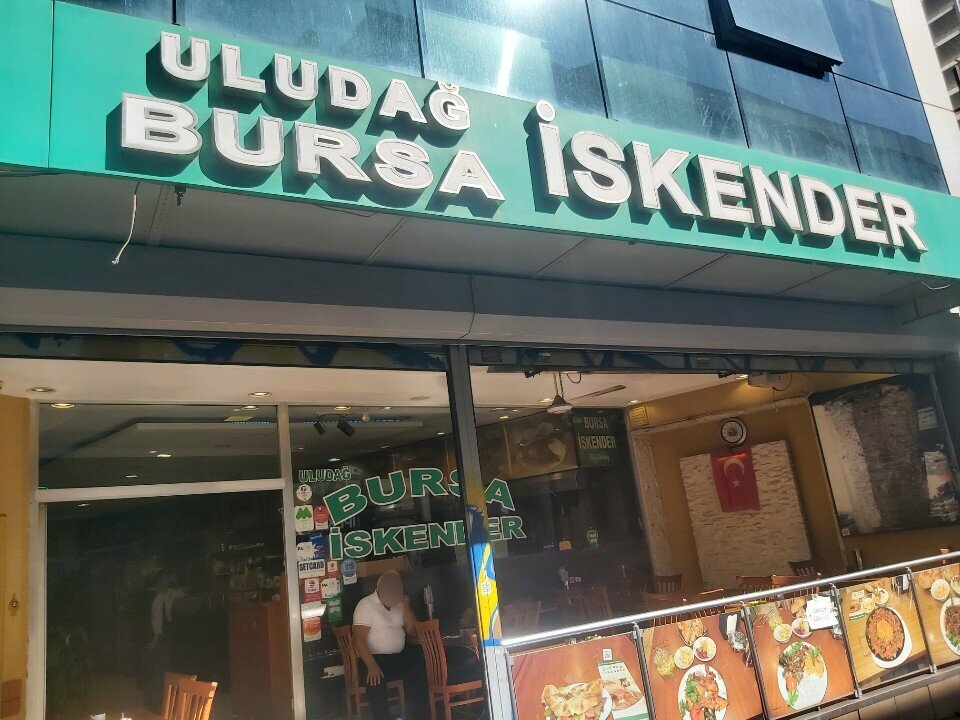 ULUDAĞ
BURSA İSKENDER
BURSA
İSKENDER
ULUDAĞ
BURSA
İSKENDER
SETCARD